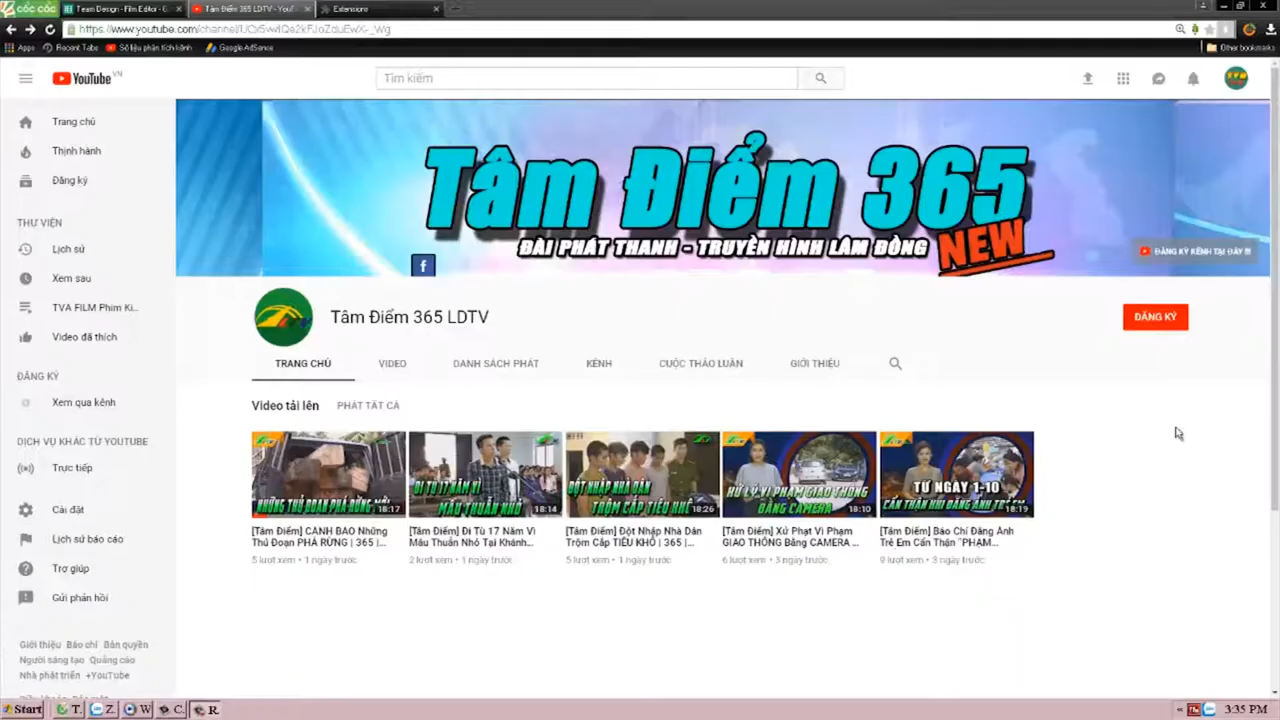 CỐC CỐC Team Design - Film Editor - G Tâm Điểm 365 LDTV - YouT Extensions
Apps Recent Tabs Số liệu phân tích kênh Google AdSense Other bookmarks
YouTube VN Tìm kiếm
Trang chủ
Thịnh hành
Đăng ký
THƯ VIỆN
Lịch sử
Xem sau
TVA FILM Phim Ki...
Video đã thích
ĐĂNG KÝ
Xem qua kênh
DỊCH VỤ KHÁC TỪ YOUTUBE
Trực tiếp
Cài đặt
Lịch sử báo cáo
Trợ giúp
Gửi phản hồi
Giới thiệu Báo chí Bản quyền
Người sáng tạo Quảng cáo
Nhà phát triển +YouTube
Tâm Điểm 365
ĐÀI PHÁT THANH - TRUYỀN HÌNH LÂM ĐỒNG
NEW
ĐĂNG KÝ KÊNH TẠI ĐÂY !!!
Tâm Điểm 365 LDTV
ĐĂNG KÝ
TRANG CHỦ VIDEO DANH SÁCH PHÁT KÊNH CUỘC THẢO LUẬN GIỚI THIỆU
Video tải lên PHÁT TẤT CẢ
NHỮNG THỦ ĐOẠN PHÁ RỪNG MỚI
18:17
ĐI TÙ 17 NĂM VÌ
MÂU THUẪN NHỎ
18:14
ĐỘT NHẬP NHÀ DÂN
TRỘM CẮP TIÊU KHÔ
18:26
XỬ LÝ VI PHẠM GIAO THÔNG
BẰNG CAMERA
18:10
TỪ NGÀY 1-10
CẨN THẬN KHI ĐĂNG ẢNH TRẺ EM
18:19
[Tâm Điểm] CẢNH BÁO Những
Thủ Đoạn PHÁ RỪNG | 365 |...
5 lượt xem • 1 ngày trước
[Tâm Điểm] Đi Tù 17 Năm Vì
Mâu Thuẫn Nhỏ Tại Khánh...
2 lượt xem • 1 ngày trước
[Tâm Điểm] Đột Nhập Nhà Dân
Trộm Cắp TIÊU KHÔ | 365 |...
5 lượt xem • 1 ngày trước
[Tâm Điểm] Xử Phạt Vi Phạm
GIAO THÔNG Bằng CAMERA ...
6 lượt xem • 3 ngày trước
[Tâm Điểm] Báo Chí Đăng Ảnh
Trẻ Em Cẩn Thận "PHẠM...
9 lượt xem • 3 ngày trước
Start T. Z. W C. R. 3:35 PM